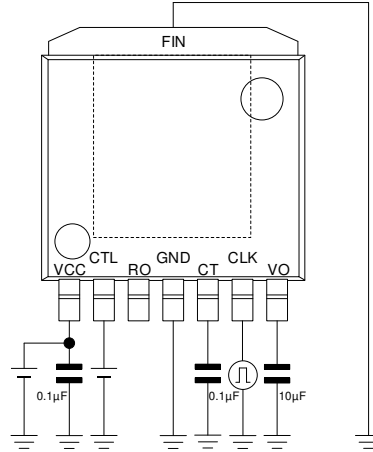 FIN
VCC CTL RO GND CT CLK VO
0.1µF 0.1µF 10µF